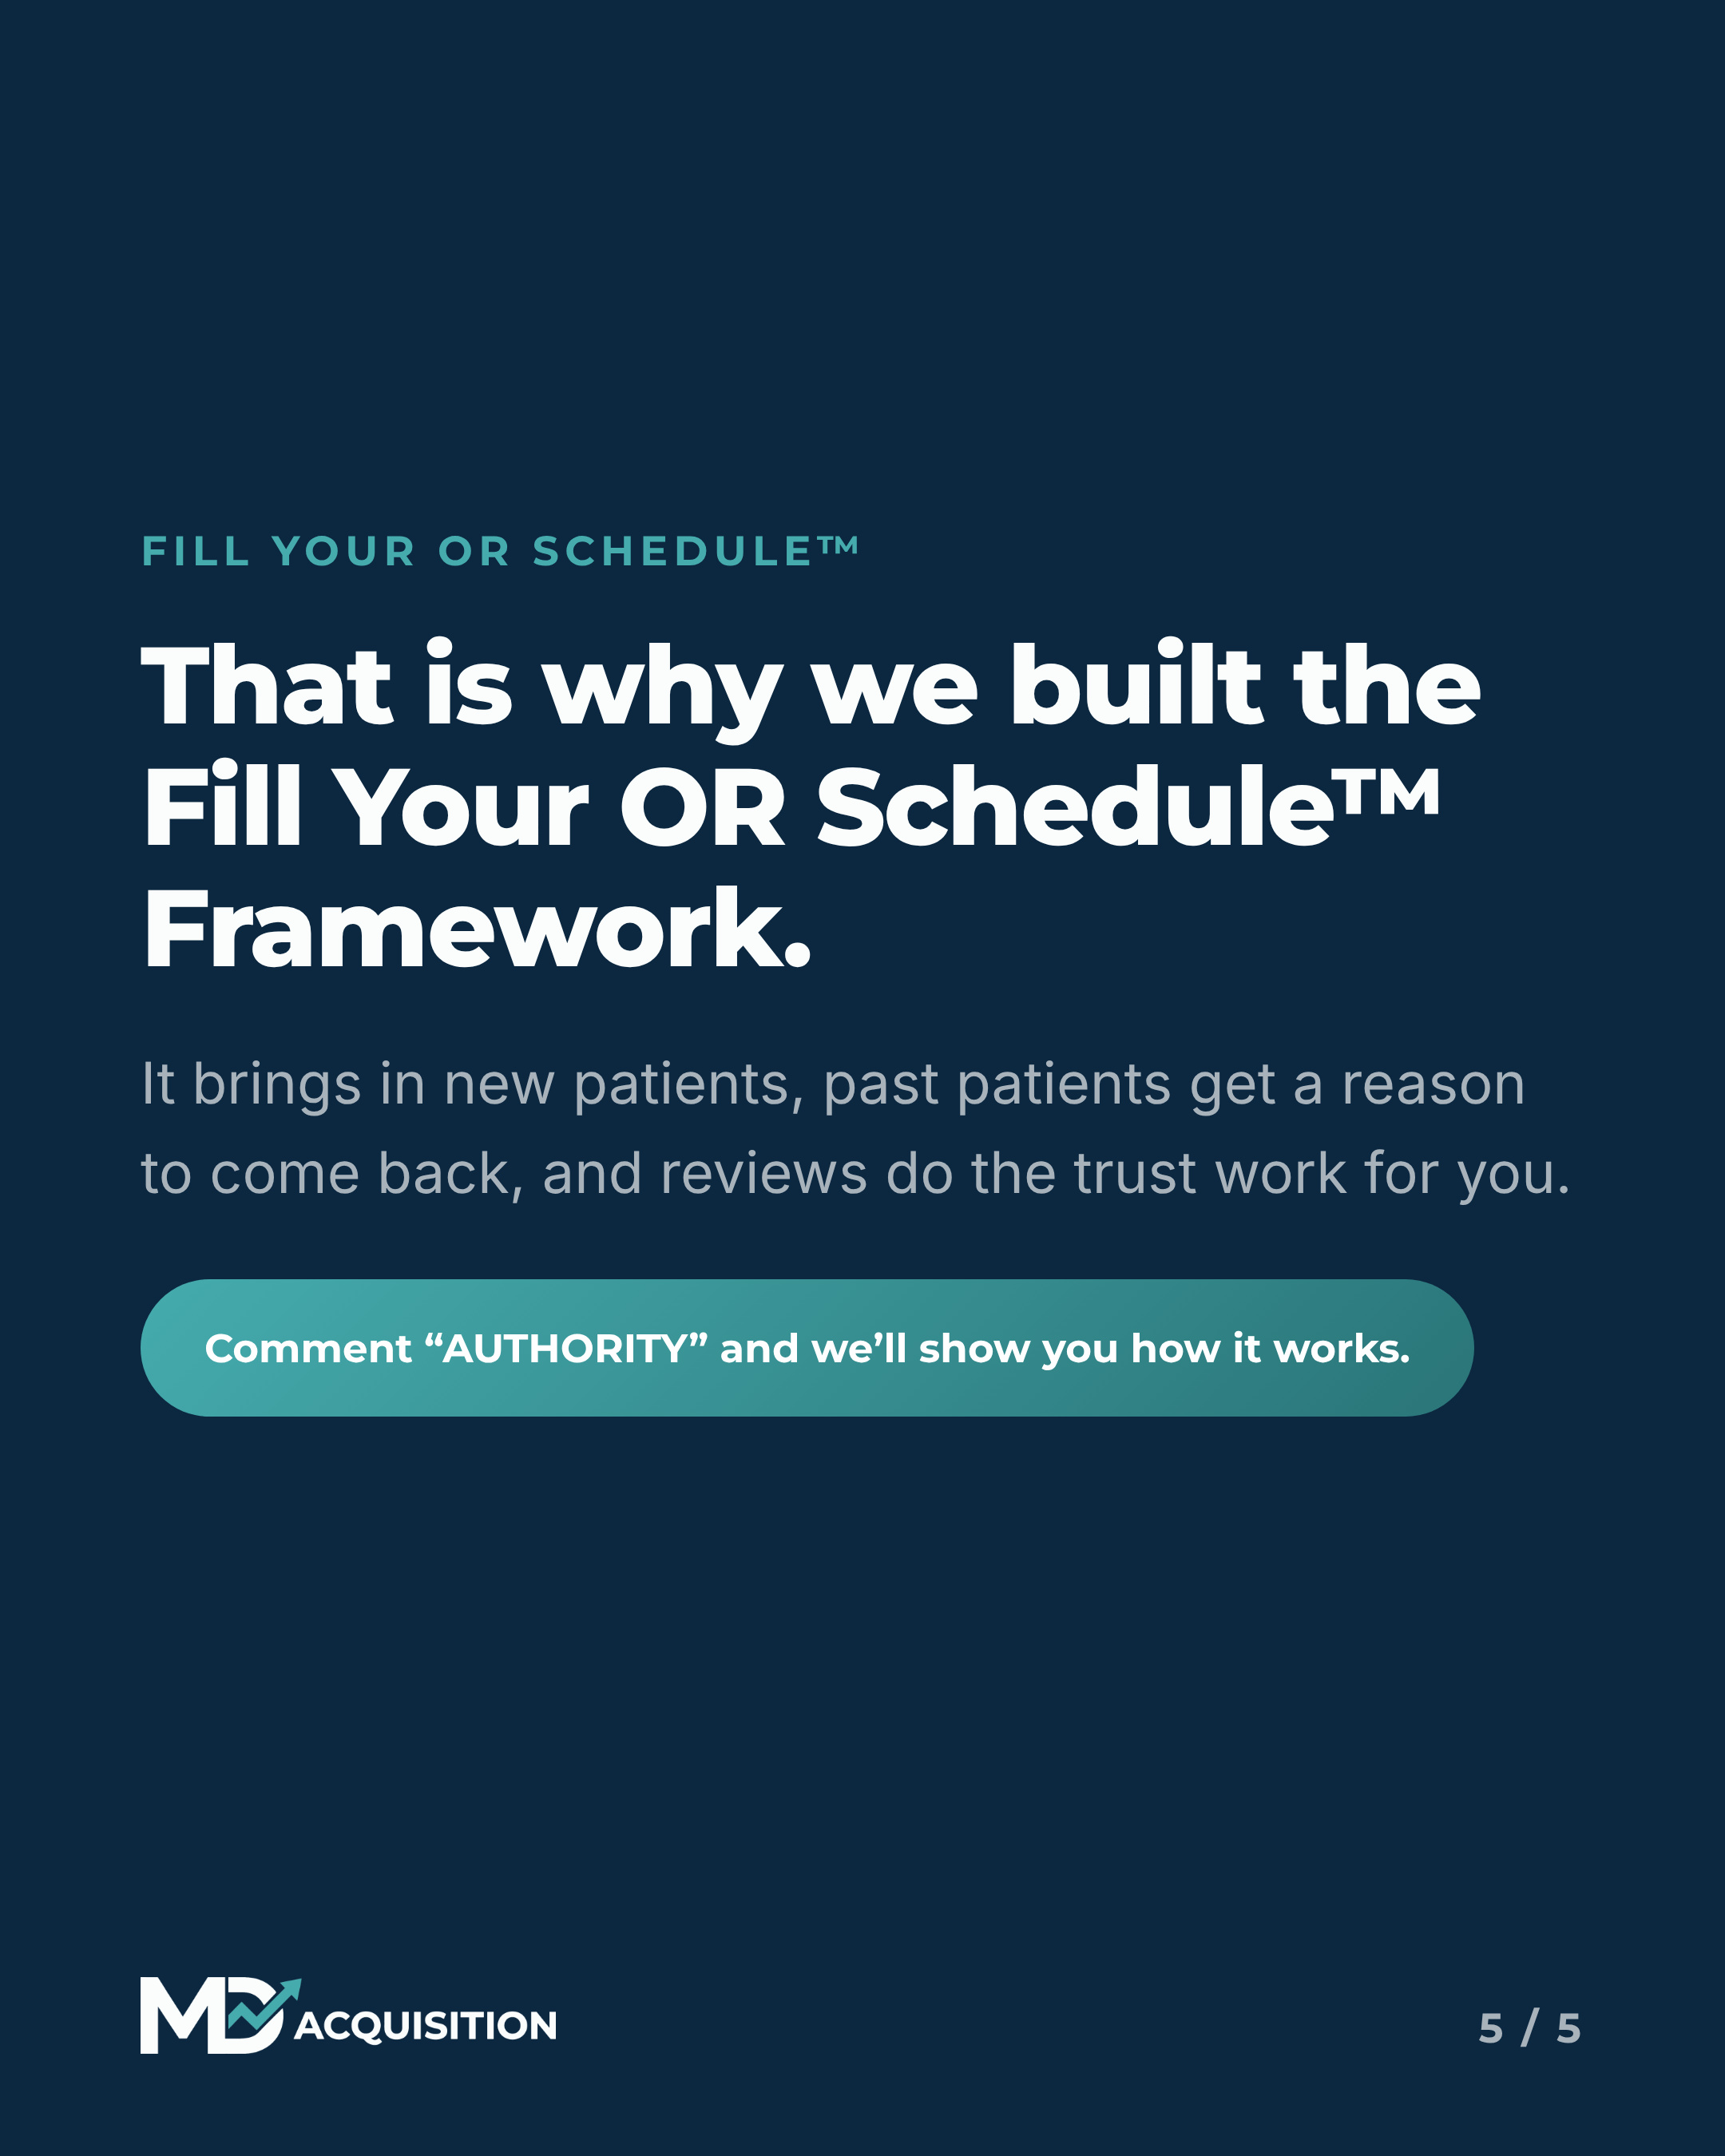 FILL YOUR OR SCHEDULE™
That is why we built the
Fill Your OR Schedule™
Framework.
It brings in new patients, past patients get a reason
to come back, and reviews do the trust work for you.
Comment “AUTHORITY” and we’ll show you how it works.
MD ACQUISITION
5 / 5